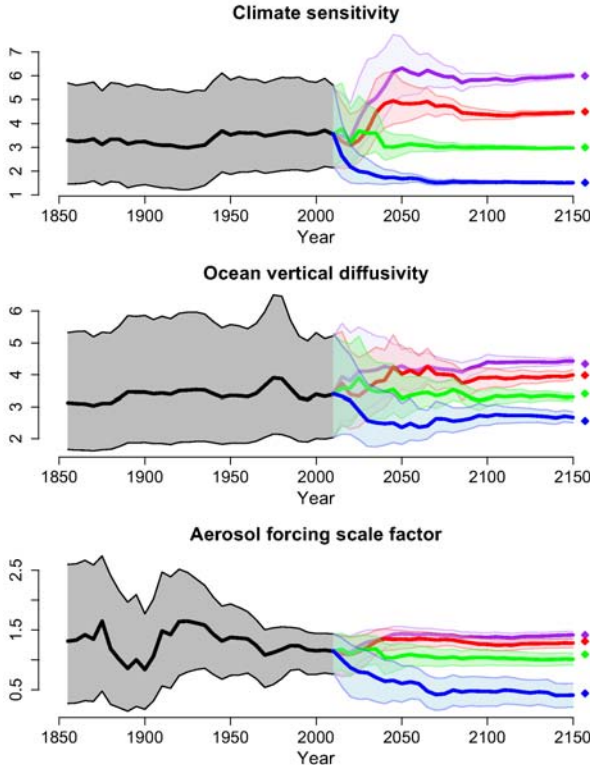 Climate sensitivity
7
6
5
4
3
2
1
1850 1900 1950 2000 2050 2100 2150
Year
Ocean vertical diffusivity
6
5
4
3
2
1850 1900 1950 2000 2050 2100 2150
Year
Aerosol forcing scale factor
2.5
1.5
0.5
1850 1900 1950 2000 2050 2100 2150
Year